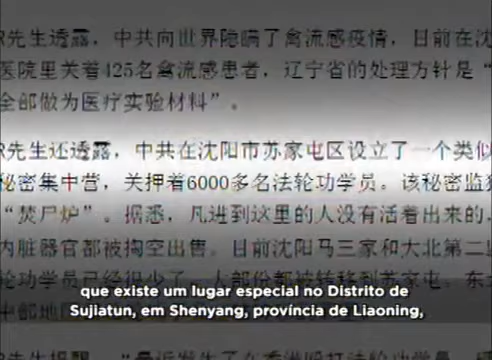 R先生透露，中共向世界隐瞒了禽流感疫情，目前在沈
医院里关着425名禽流感患者，辽宁省的处理方针是“
全部做为医疗实验材料”。
R先生还透露，中共在沈阳市苏家屯区设立了一个类似
秘密集中营，关押着6000多名法轮功学员。该秘密监
“焚尸炉”。据悉，凡进到这里的人没有活着出来的，
内脏器官都被掏空出售。目前沈阳马三家和大北第二
轮功学员已经很少了，大部份都被转移到苏家屯。东
que existe um lugar especial no Distrito de
Sujiatun, em Shenyang, província de Liaoning,